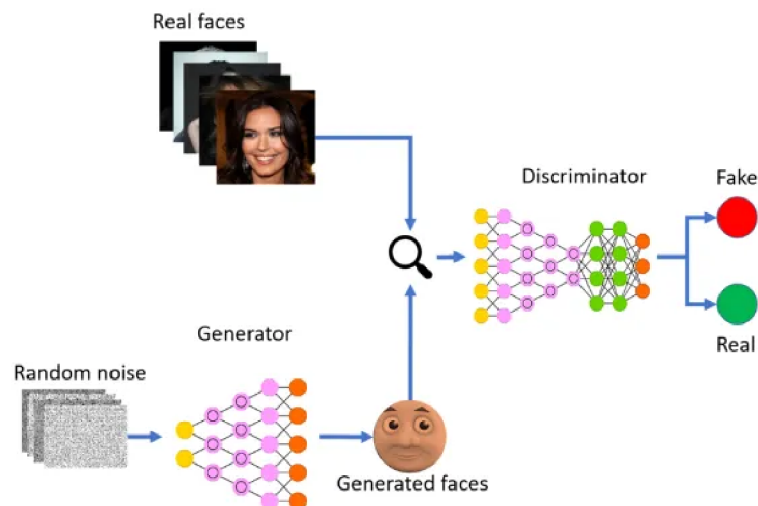 Real faces
Discriminator
Fake
Generator
Real
Random noise
Generated faces